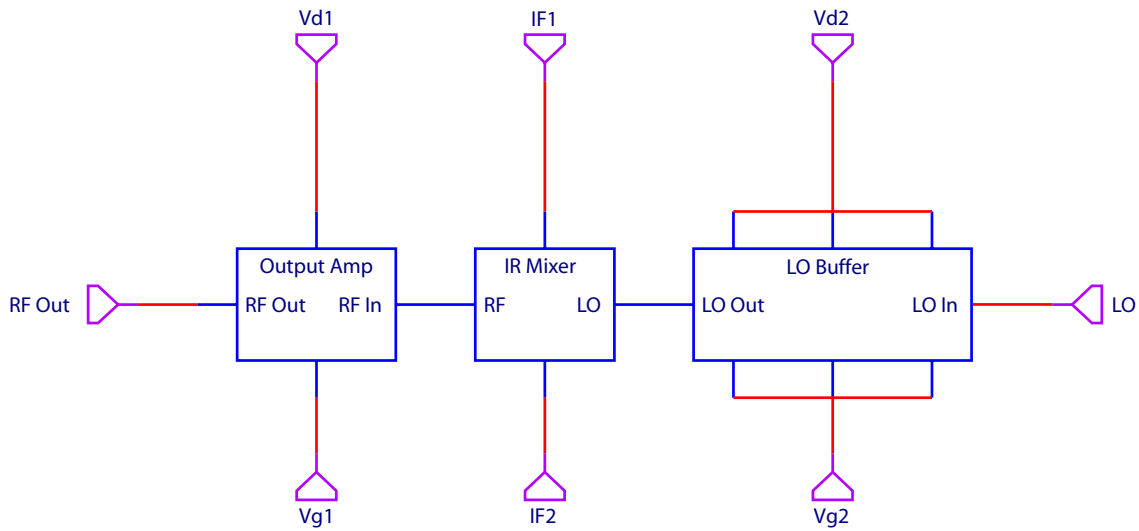 Vd1
IF1
Vd2
Output Amp
IR Mixer
LO Buffer
RF Out
RF Out
RF In
RF
LO
LO Out
LO In
LO
Vg1
IF2
Vg2